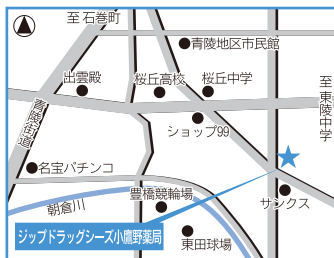 至石巻町
青陵地区市民館
出雲殿
桜丘高校
桜丘中学
至東陵中学
青陵街道
ショップ99
名宝パチンコ
朝倉川
豊橋競輪場
サンクス
ジップドラッグシーズ小鷹野薬局
東田球場